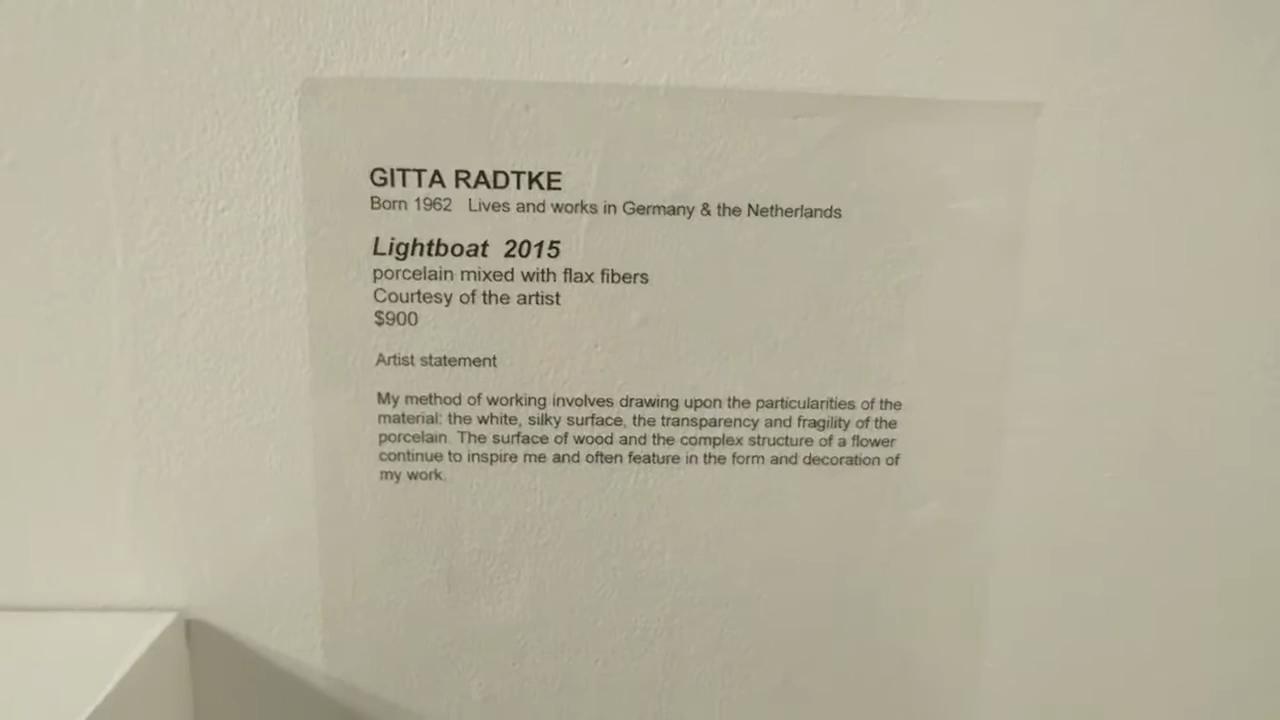 GITTA RADTKE
Born 1962 Lives and works in Germany & the Netherlands
Lightboat 2015
porcelain mixed with flax fibers
Courtesy of the artist
$900
Artist statement
My method of working involves drawing upon the particularities of the
material: the white, silky surface, the transparency and fragility of the
porcelain. The surface of wood and the complex structure of a flower
continue to inspire me and often feature in the form and decoration of
my work.